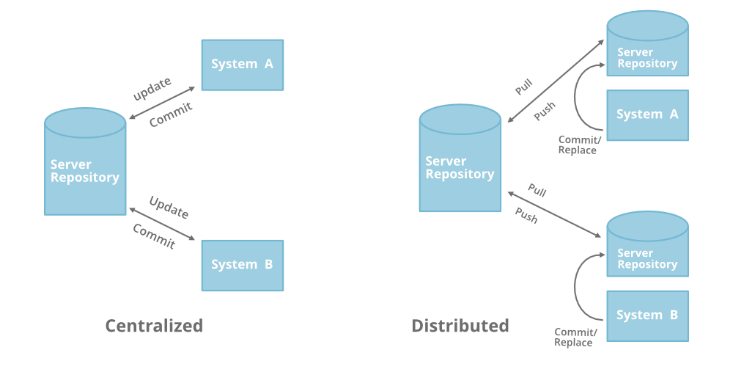 System A
update
Commit
Server
Repository
Update
Commit
System B
Centralized
Server
Repository
Pull
Push
System A
Commit/
Replace
Server
Repository
Pull
Push
Server
Repository
System B
Commit/
Replace
Distributed